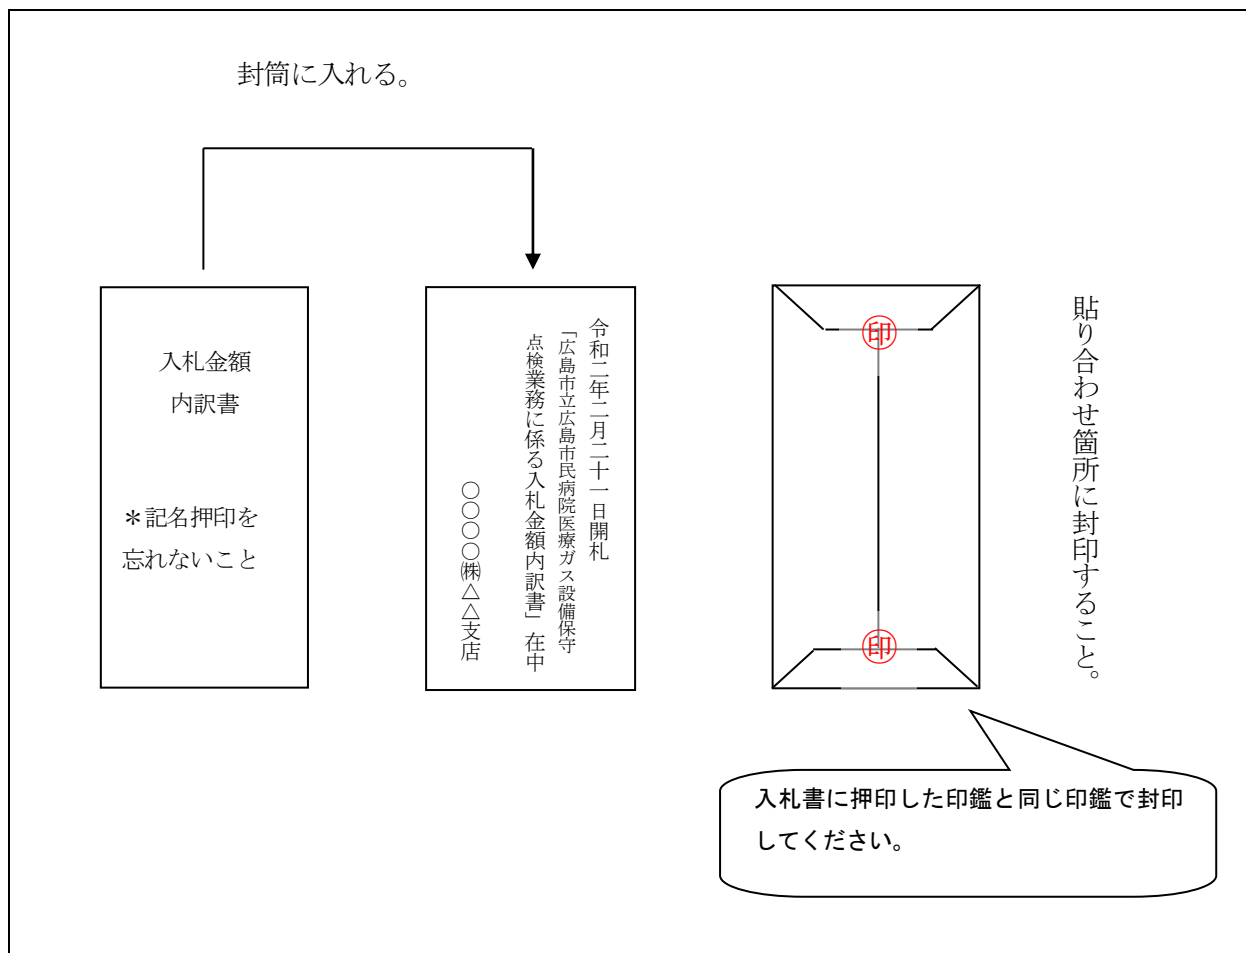 封筒に入れる。
入札金額
内訳書
＊記名押印を
忘れないこと
令和二年二月二十一日開札
「広島市立広島市民病院医療ガス設備保守
点検業務に係る入札金額内訳書」在中
〇〇〇〇㈱△△支店
印
印
貼り合わせ箇所に封印すること。
入札書に押印した印鑑と同じ印鑑で封印
してください。